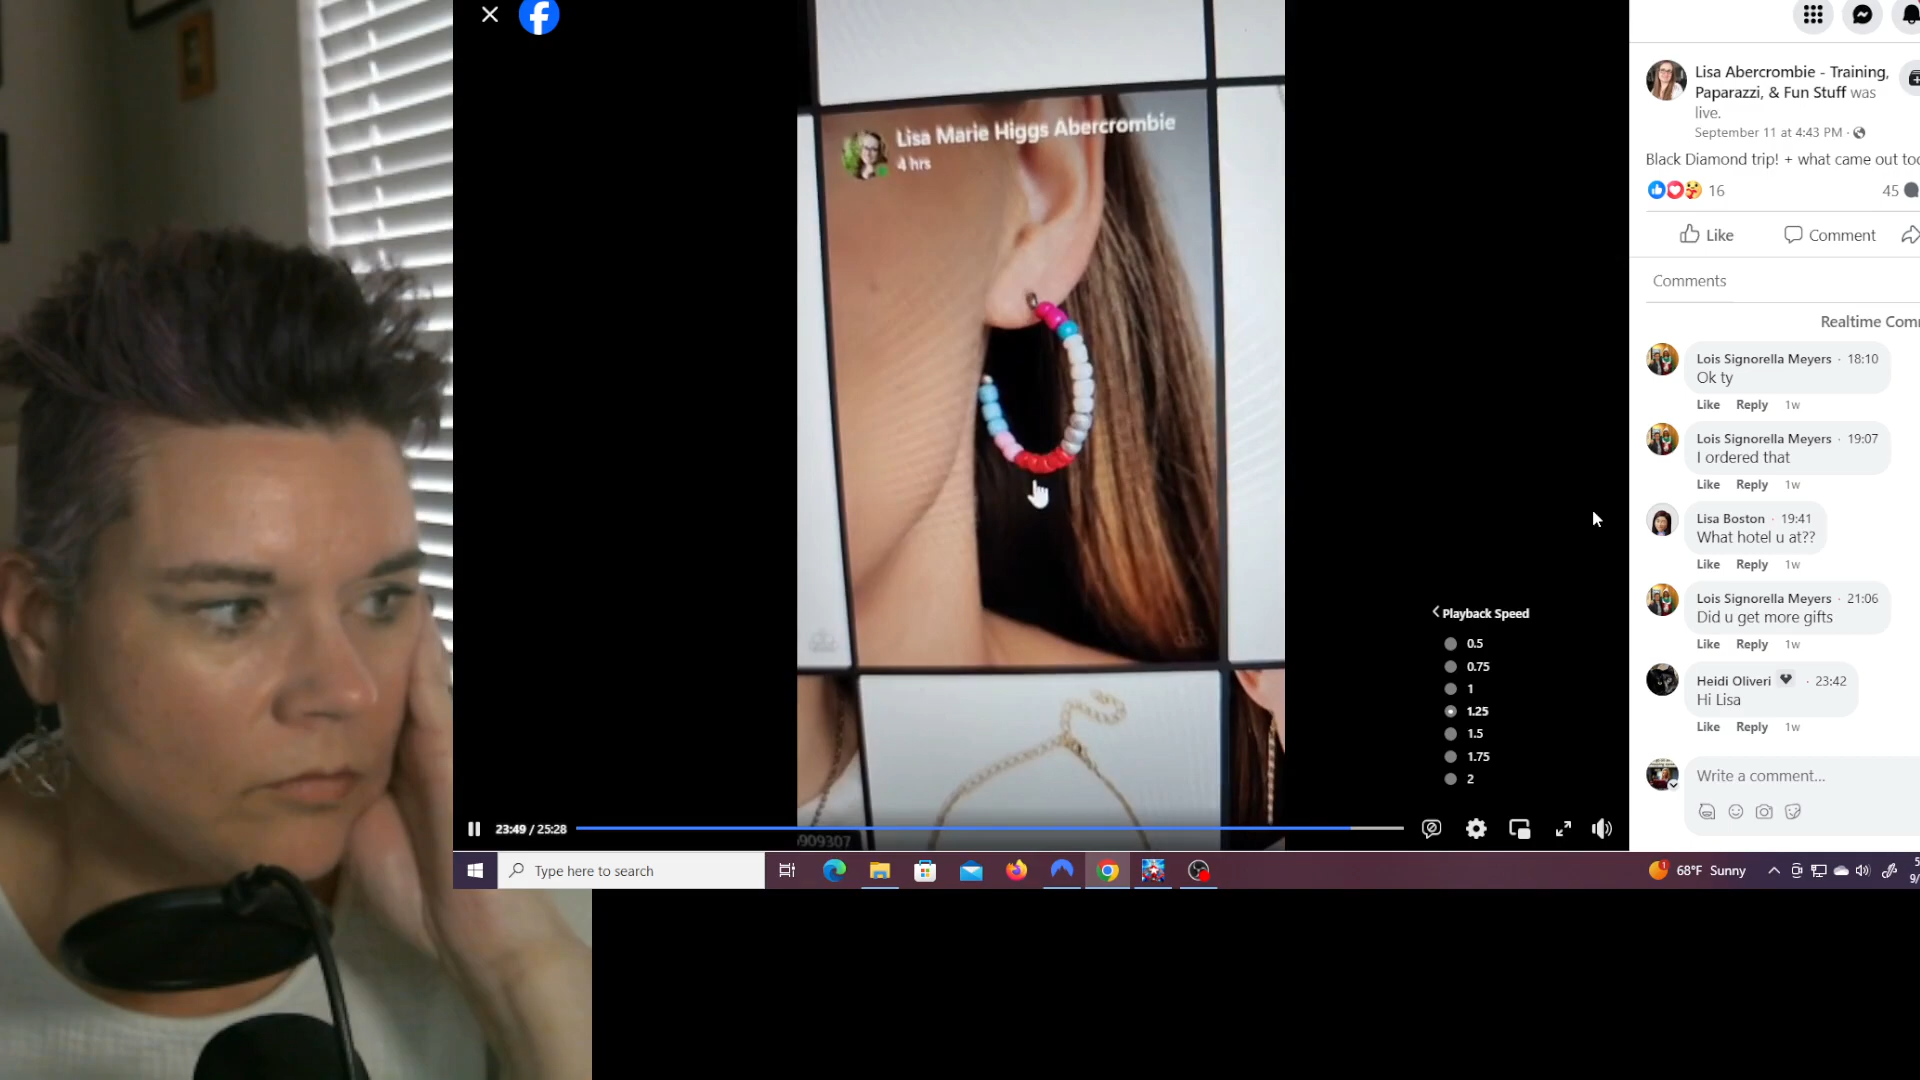 Lisa Marie Higgs Abercrombie
4 hrs
Playback Speed
0.5
0.75
1
1.25
1.5
1.75
2
23:49 / 25:28
909307
Lisa Abercrombie - Training,
Paparazzi, & Fun Stuff was
live.
September 11 at 4:43 PM ·
Black Diamond trip! + what came out
16
45
Like
Comment
Comments
Realtime
Lois Signorella Meyers · 18:10
Ok ty
Like Reply 1w
Lois Signorella Meyers · 19:07
I ordered that
Like Reply 1w
Lisa Boston · 19:41
What hotel u at??
Like Reply 1w
Lois Signorella Meyers · 21:06
Did u get more gifts
Like Reply 1w
Heidi Oliveri · 23:42
Hi Lisa
Like Reply 1w
Write a comment...
Type here to search
68°F Sunny